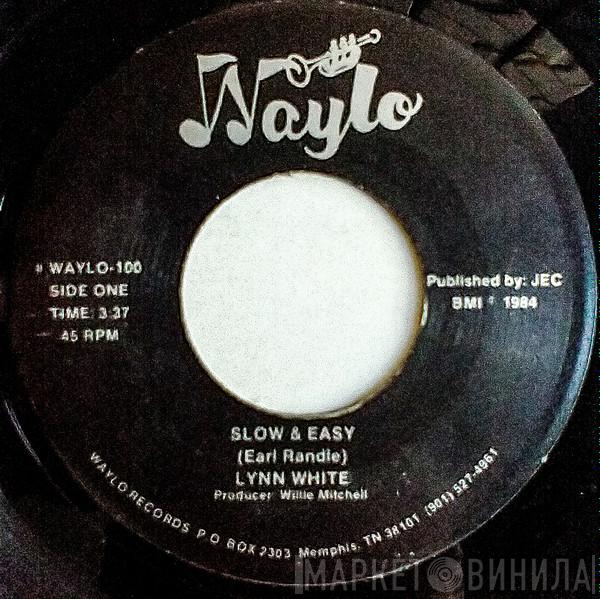 Waylo
# WAYLO-100
SIDE ONE
TIME: 3:37
45 RPM
Published by: JEC
BMI © 1984
SLOW & EASY
(Earl Randle)
LYNN WHITE
Producer Willie Mitchell
WAYLO RECORDS P O BOX 2303 Memphis, TN 38101 (901) 527-4961
МАРКЕТ ВИНИЛА